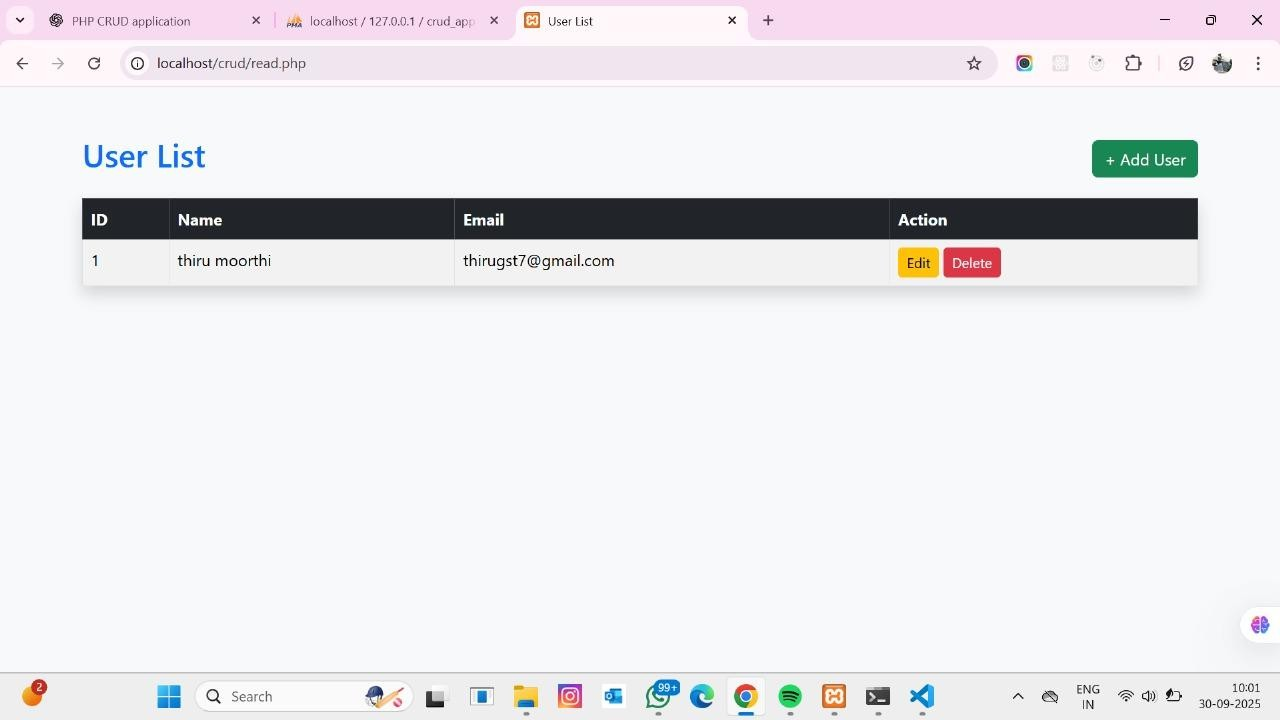 PHP CRUD application
localhost / 127.0.0.1 / crud_app
User List
localhost/crud/read.php
User List
+ Add User
ID Name Email Action
1 thiru moorthi thirugst7@gmail.com Edit Delete
2
Search
99+
ENG
IN
10:01
30-09-2025